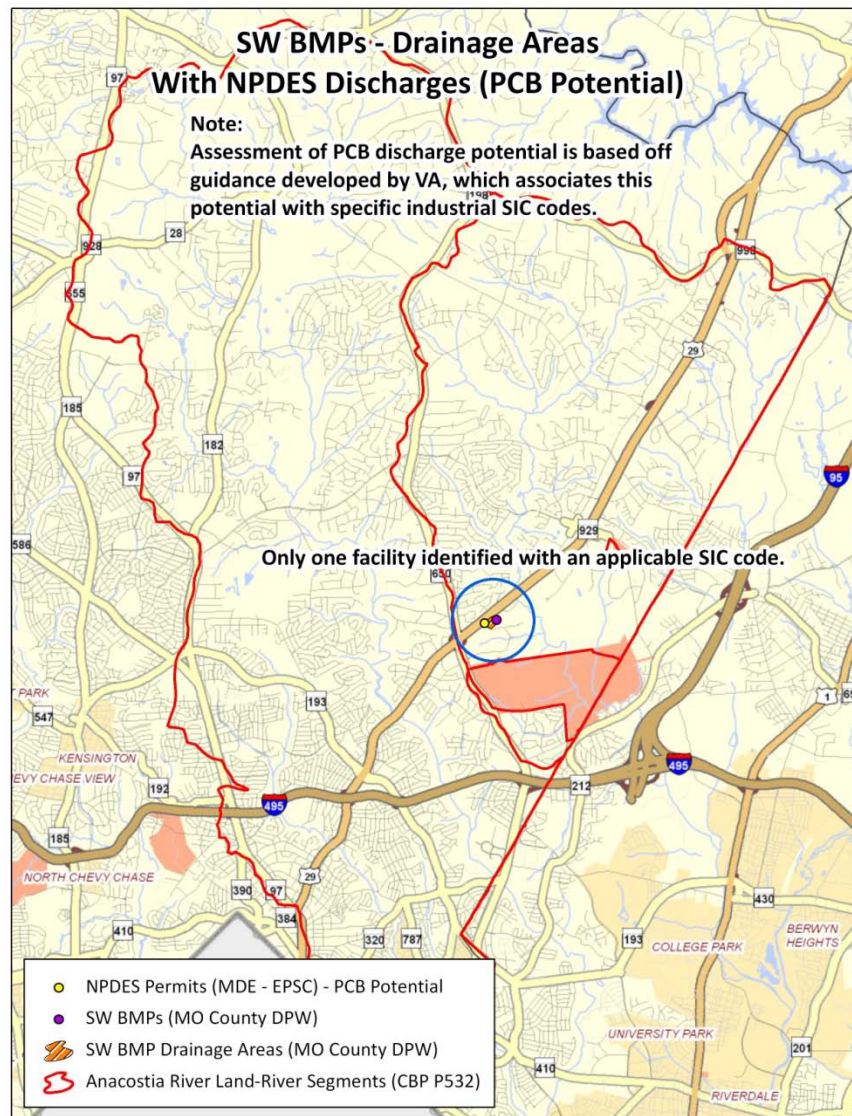 SW BMPs - Drainage Areas
With NPDES Discharges (PCB Potential)
Note:
Assessment of PCB discharge potential is based off
guidance developed by VA, which associates this
potential with specific industrial SIC codes.
97
198
28
928
998
655
29
185
182
97
95
586
929
Only one facility identified with an applicable SIC code.
650
193
1
547
KENSINGTON
CHEVY CHASE VIEW
192
212
495
495
185
NORTH CHEVY CHASE
29
390
97
384
430
410
320
787
193
COLLEGE PARK
BERWYN
HEIGHTS
UNIVERSITY PARK
201
410
RIVERDALE
NPDES Permits (MDE - EPSC) - PCB Potential
SW BMPs (MO County DPW)
SW BMP Drainage Areas (MO County DPW)
Anacostia River Land-River Segments (CBP P532)